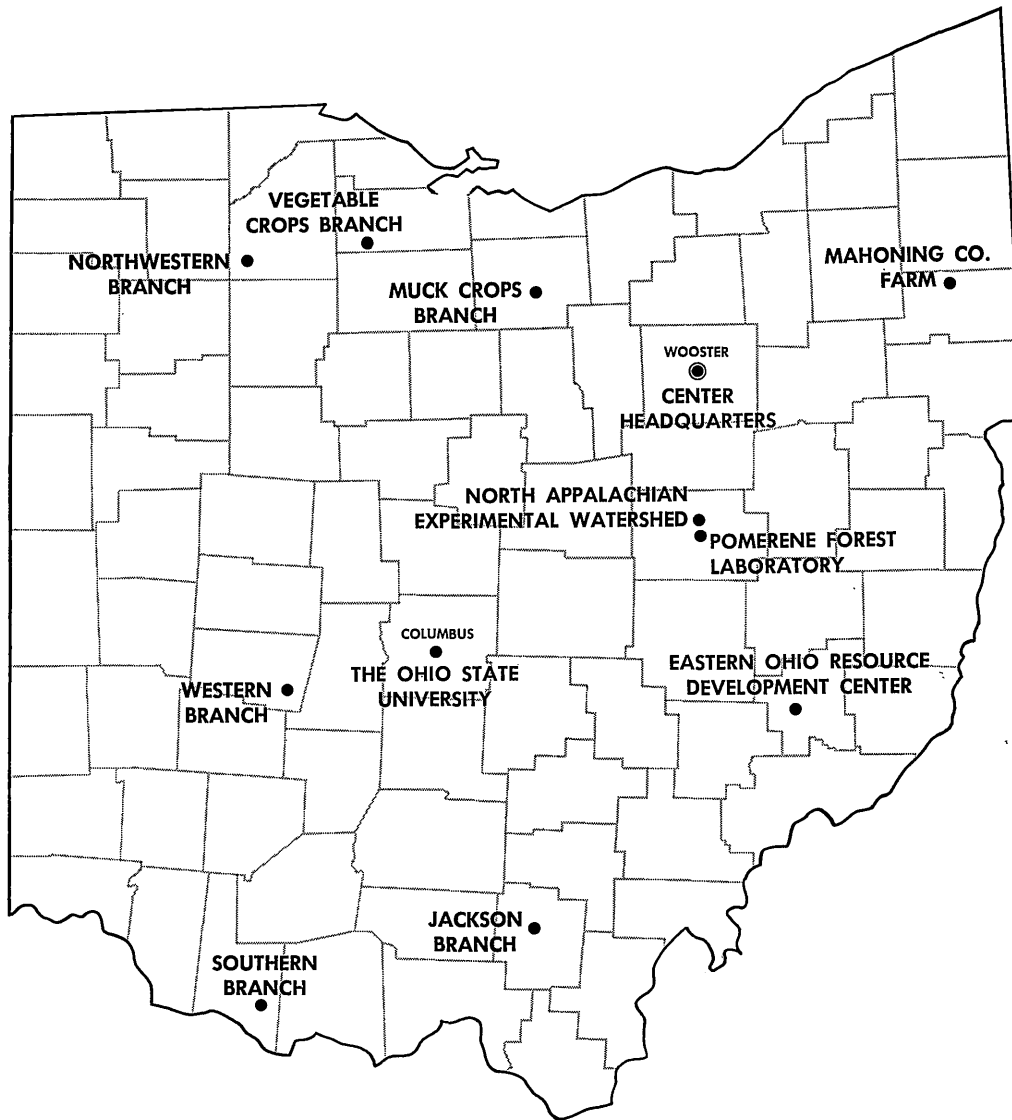 VEGETABLE
CROPS BRANCH
NORTHWESTERN
BRANCH
MUCK CROPS
BRANCH
MAHONING CO.
FARM
WOOSTER
CENTER
HEADQUARTERS
NORTH APPALACHIAN
EXPERIMENTAL WATERSHED
POMERENE FOREST
LABORATORY
COLUMBUS
THE OHIO STATE
UNIVERSITY
EASTERN OHIO RESOURCE
DEVELOPMENT CENTER
WESTERN
BRANCH
JACKSON
BRANCH
SOUTHERN
BRANCH